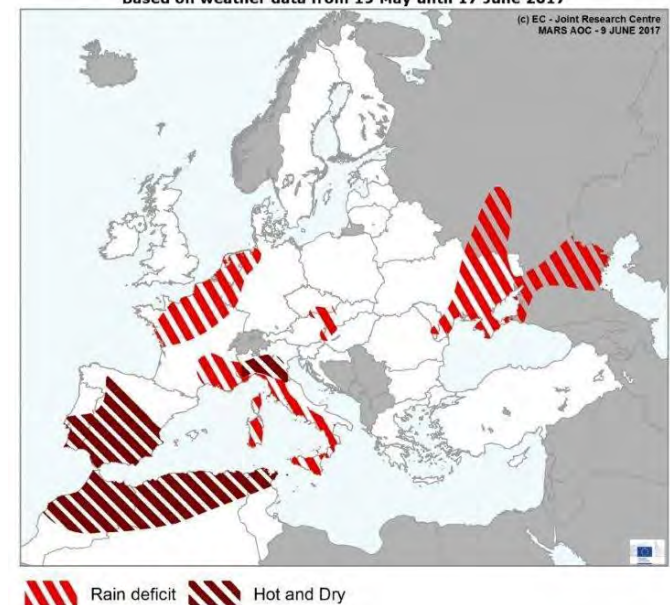 Based on weather data from 15 May until 17 June 2017
(c) EC - Joint Research Centre
MARS AOC - 9 JUNE 2017
Rain deficit Hot and Dry